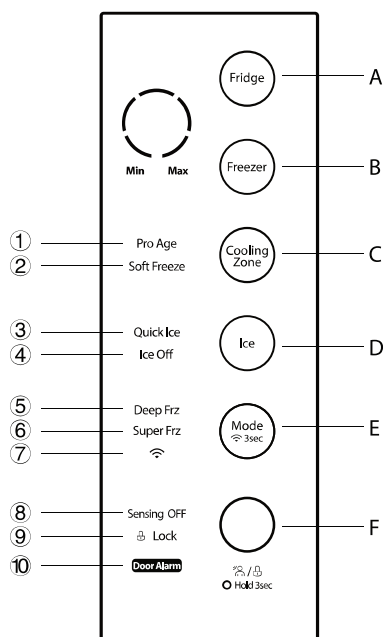 Fridge A
Min Max
Freezer B
① Pro Age
② Soft Freeze
Cooling
Zone
C
③ Quick Ice
④ Ice Off
Ice D
⑤ Deep Frz
⑥ Super Frz
⑦
Mode
3sec
E
⑧ Sensing OFF
⑨ Lock
⑩ Door Alarm
F
/
Hold 3sec